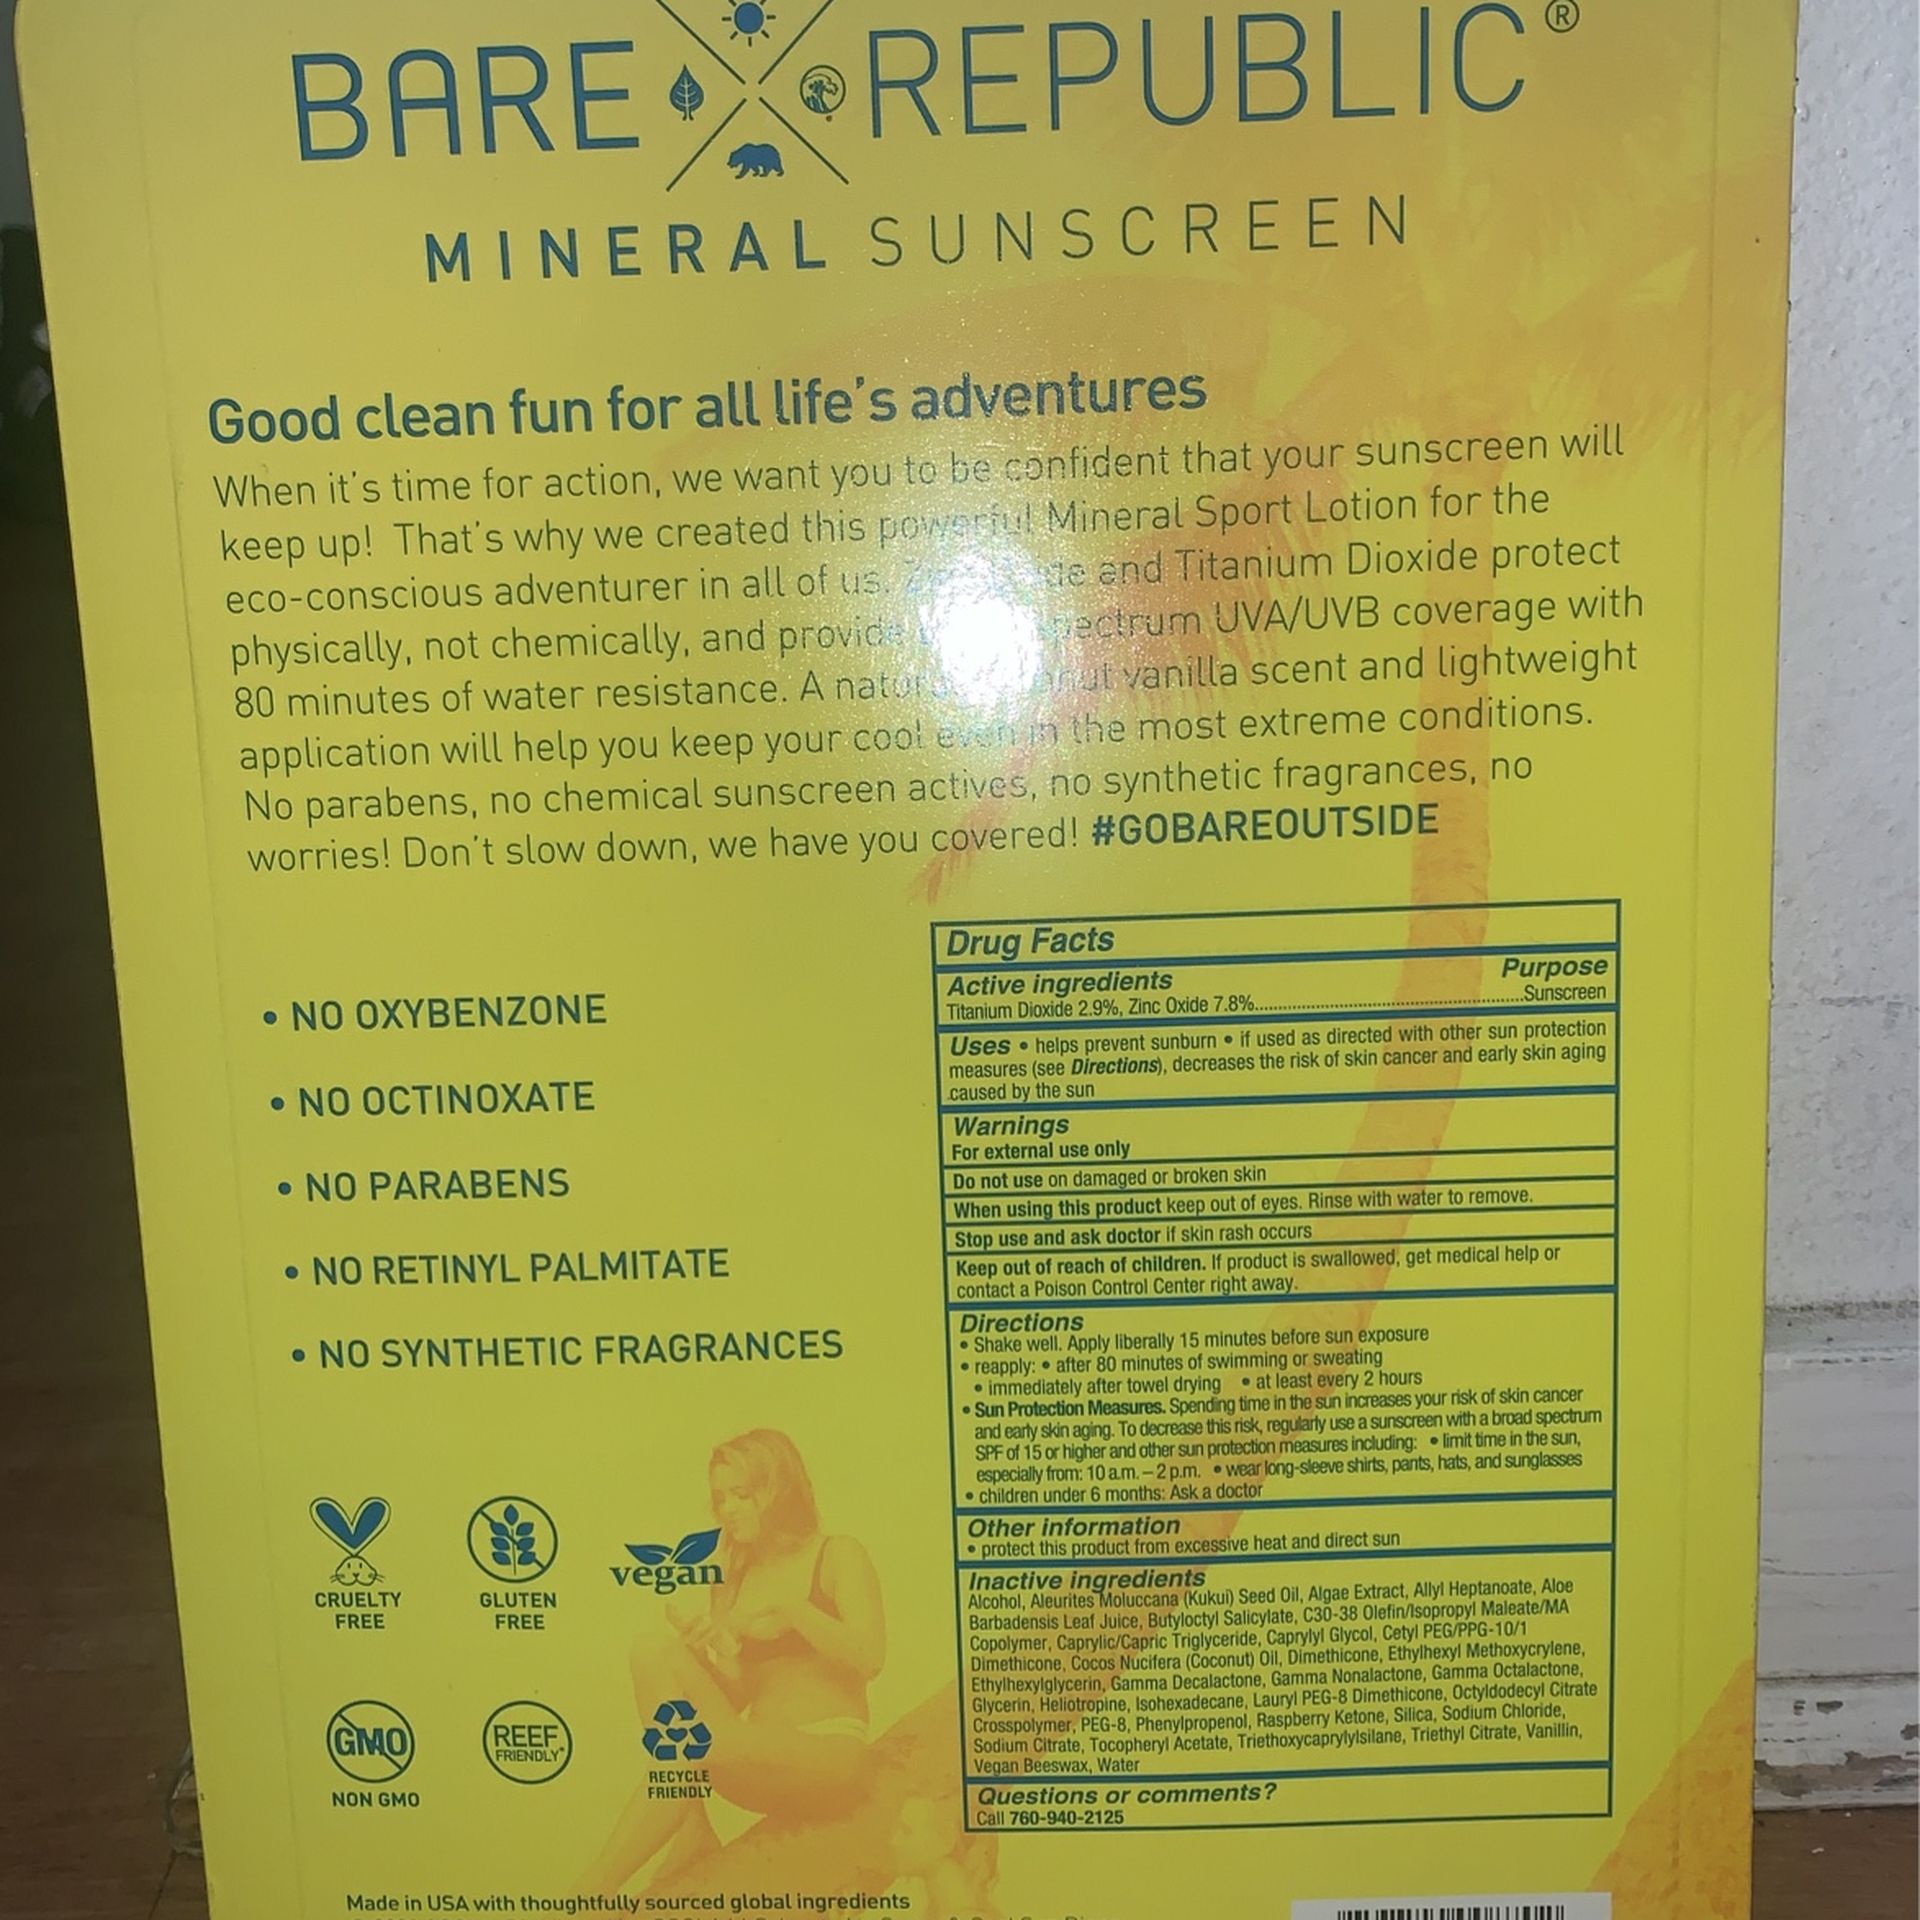 BARE REPUBLIC®
MINERAL SUNSCREEN
Good clean fun for all life's adventures
When it's time for action, we want you to be confident that your sunscreen will
keep up! That's why we created this powerful Mineral Sport Lotion for the
eco-conscious adventurer in all of us. and Titanium Dioxide protect
physically, not chemically, and provide UVA/UVB coverage with
80 minutes of water resistance. A vanilla scent and lightweight
application will help you keep your cool even in the most extreme conditions.
No parabens, no chemical sunscreen actives, no synthetic fragrances, no
worries! Don't slow down, we have you covered! #GOBAREOUTSIDE
• NO OXYBENZONE
• NO OCTINOXATE
• NO PARABENS
• NO RETINYL PALMITATE
• NO SYNTHETIC FRAGRANCES
CRUELTY
FREE
GLUTEN
FREE
vegan
GMO
NON GMO
REEF
FRIENDLY*
RECYCLE
FRIENDLY
Drug Facts
Active ingredients Purpose
Titanium Dioxide 2.9%, Zinc Oxide 7.8%..........Sunscreen
Uses • helps prevent sunburn • if used as directed with other sun protection
measures (see Directions), decreases the risk of skin cancer and early skin aging
caused by the sun
Warnings
For external use only
Do not use on damaged or broken skin
When using this product keep out of eyes. Rinse with water to remove.
Stop use and ask doctor if skin rash occurs
Keep out of reach of children. If product is swallowed, get medical help or
contact a Poison Control Center right away.
Directions
• Shake well. Apply liberally 15 minutes before sun exposure
• reapply: • after 80 minutes of swimming or sweating
• immediately after towel drying • at least every 2 hours
• Sun Protection Measures. Spending time in the sun increases your risk of skin cancer
and early skin aging. To decrease this risk, regularly use a sunscreen with a broad spectrum
SPF of 15 or higher and other sun protection measures including: • limit time in the sun,
especially from: 10 a.m. – 2 p.m. • wear long-sleeve shirts, pants, hats, and sunglasses
• children under 6 months: Ask a doctor
Other information
• protect this product from excessive heat and direct sun
Inactive ingredients
Alcohol, Aleurites Moluccana (Kukui) Seed Oil, Algae Extract, Allyl Heptanoate, Aloe
Barbadensis Leaf Juice, Butyloctyl Salicylate, C30-38 Olefin/Isopropyl Maleate/MA
Copolymer, Caprylic/Capric Triglyceride, Caprylyl Glycol, Cetyl PEG/PPG-10/1
Dimethicone, Cocos Nucifera (Coconut) Oil, Dimethicone, Ethylhexyl Methoxycrylene,
Ethylhexylglycerin, Gamma Decalactone, Gamma Nonalactone, Gamma Octalactone,
Glycerin, Heliotropine, Isohexadecane, Lauryl PEG-8 Dimethicone, Octyldodecyl Citrate
Crosspolymer, PEG-8, Phenylpropenol, Raspberry Ketone, Silica, Sodium Chloride,
Sodium Citrate, Tocopheryl Acetate, Triethoxycaprylylsilane, Triethyl Citrate, Vanillin,
Vegan Beeswax, Water
Questions or comments?
Call 760-940-2125
Made in USA with thoughtfully sourced global ingredients